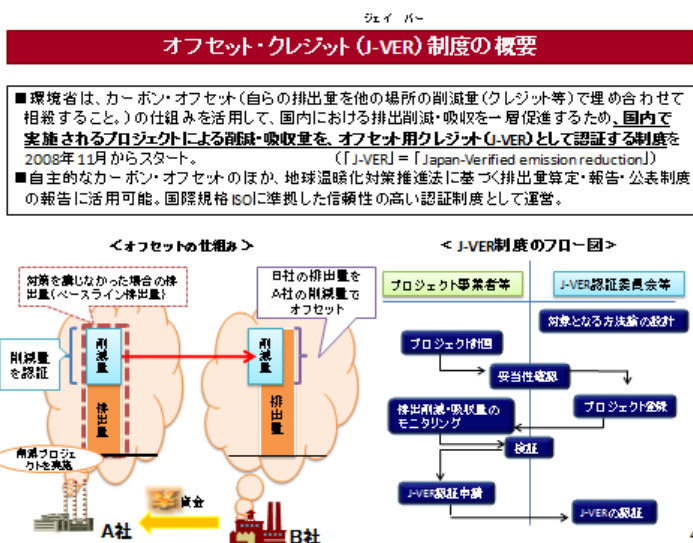 ジェイ バー
オフセット・クレジット(J-VER)制度の概要
■環境省は、カーボン・オフセット(自らの排出量を他の場所の削減量(クレジット等)で埋め合わせて
相殺すること。)の仕組みを活用して、国内における排出削減・吸収を一層促進するため、国内で
実施されるプロジェクトによる削減・吸収量を、オフセット用クレジット(J-VER)として認証する制度を
2008年11月からスタート。 (「J-VER」=「Japan-Verified emission reduction」)
■自主的なカーボン・オフセットのほか、地球温暖化対策推進法に基づく排出量算定・報告・公表制度
の報告に活用可能。国際規格ISOに準拠した信頼性の高い認証制度として運営。
<オフセットの仕組み>
対策を講じなかった場合の排
出量(ベースライン排出量)
B社の排出量を
A社の削減量で
オフセット
削減量
を認証
削減量
排出量
削減量
排出量
削減プロジェ
クトを実施
資金
A社
B社
<J-VER制度のフロー図>
プロジェクト事業者等
J-VER認証委員会等
対象となる方法論の設計
プロジェクト計画
妥当性確認
プロジェクト登録
排出削減・吸収量の
モニタリング
検証
J-VER認証申請
J-VERの認証